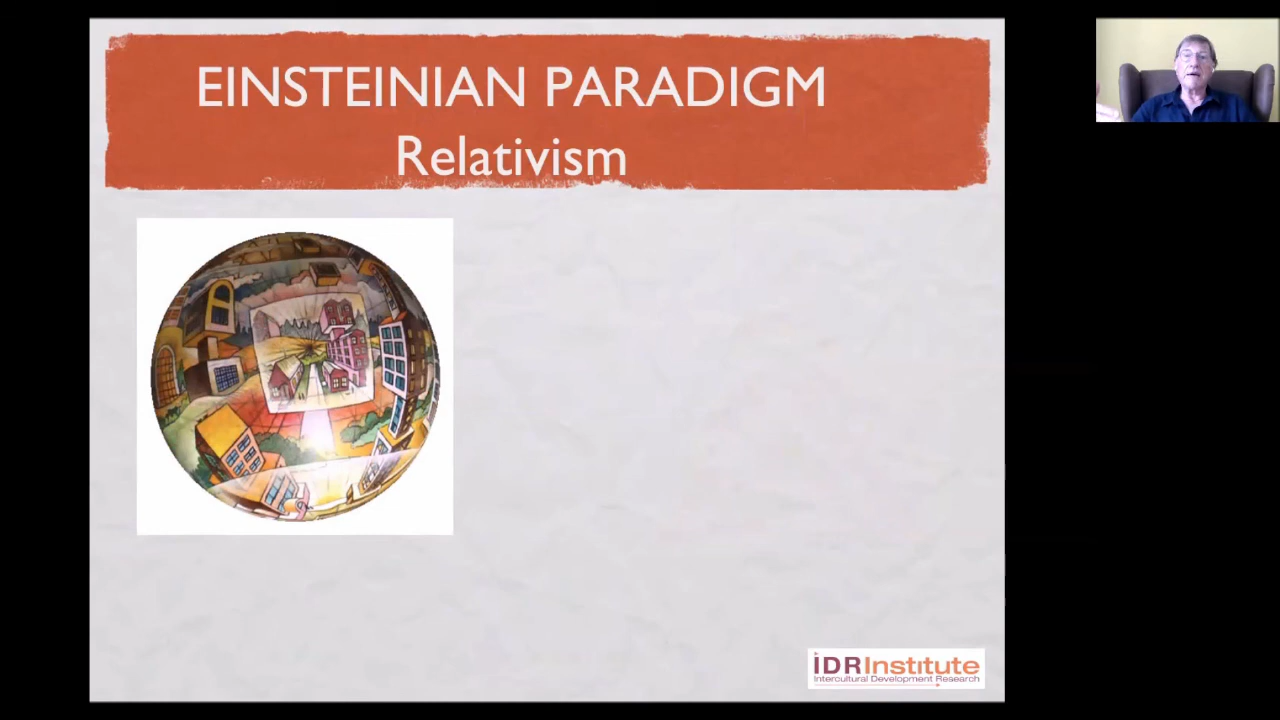 EINSTEINIAN PARADIGM
Relativism
iDRInstitute
Intercultural Development Research